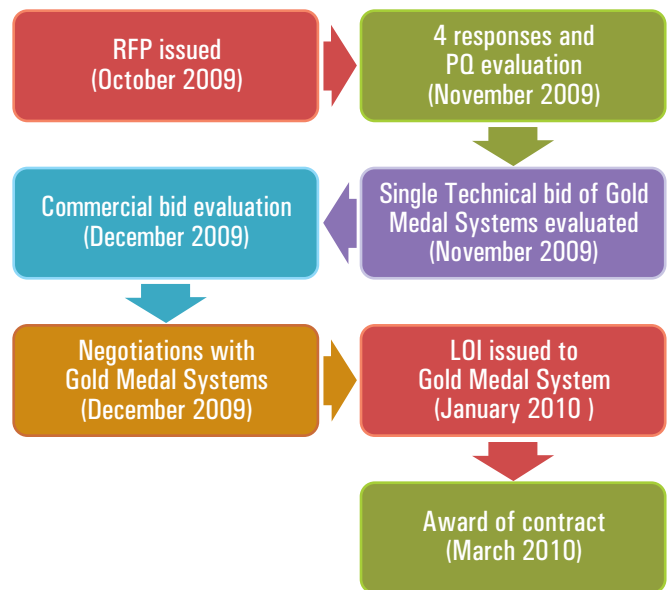 RFP issued
(October 2009)
4 responses and
PQ evaluation
(November 2009)
Single Technical bid of Gold
Medal Systems evaluated
(November 2009)
Commercial bid evaluation
(December 2009)
Negotiations with
Gold Medal Systems
(December 2009)
LOI issued to
Gold Medal System
(January 2010 )
Award of contract
(March 2010)